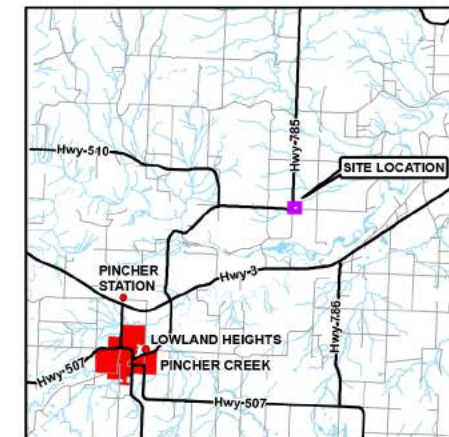 Hwy-785
Hwy-510
SITE LOCATION
PINCHER
STATION
Hwy-3
LOWLAND HEIGHTS
Hwy-786
PINCHER CREEK
Hwy-507
Hwy-507